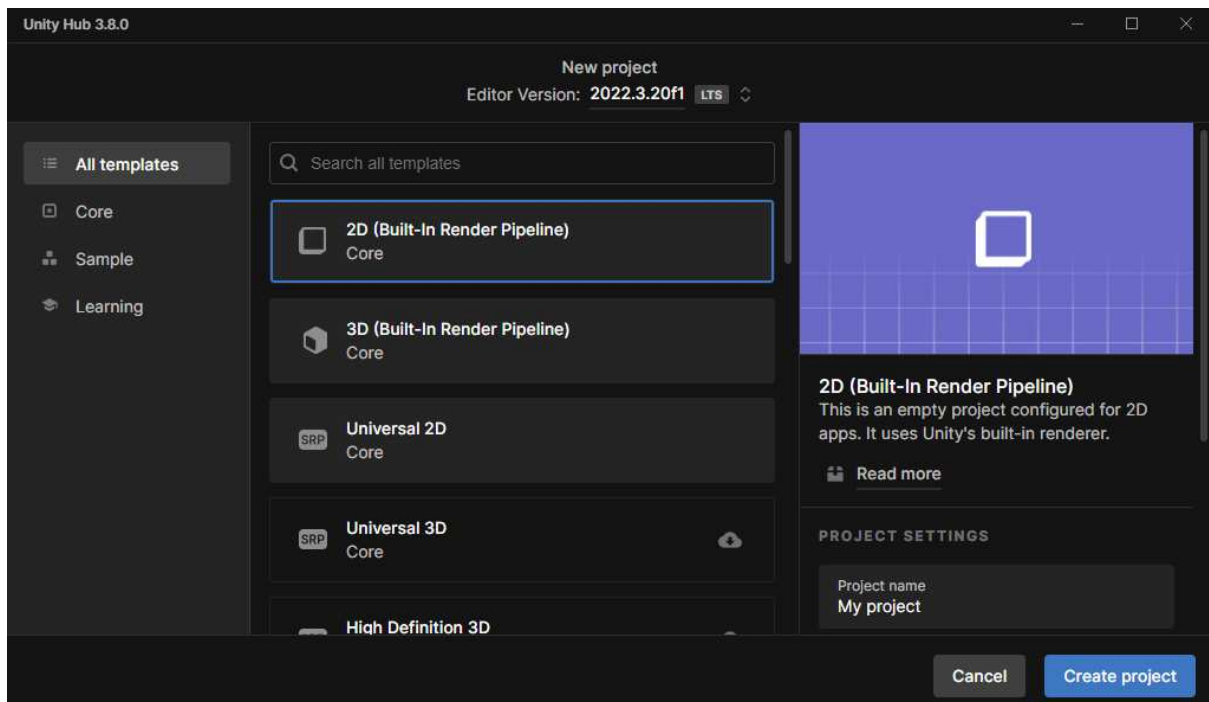 Unity Hub 3.8.0
New project
Editor Version: 2022.3.20f1 LTS
All templates
Core
Sample
Learning
Search all templates
2D (Built-In Render Pipeline)
Core
3D (Built-In Render Pipeline)
Core
SRP
Universal 2D
Core
SRP
Universal 3D
Core
High Definition 3D
2D (Built-In Render Pipeline)
This is an empty project configured for 2D
apps. It uses Unity's built-in renderer.
Read more
PROJECT SETTINGS
Project name
My project
Cancel
Create project